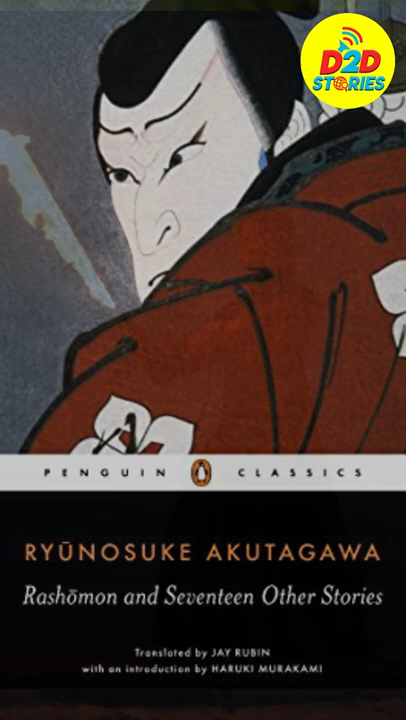 D2D
STORIES
PENGUIN CLASSICS
RYŪNOSUKE AKUTAGAWA
Rashōmon and Seventeen Other Stories
Translated by JAY RUBIN
with an introduction by HARUKI MURAKAMI